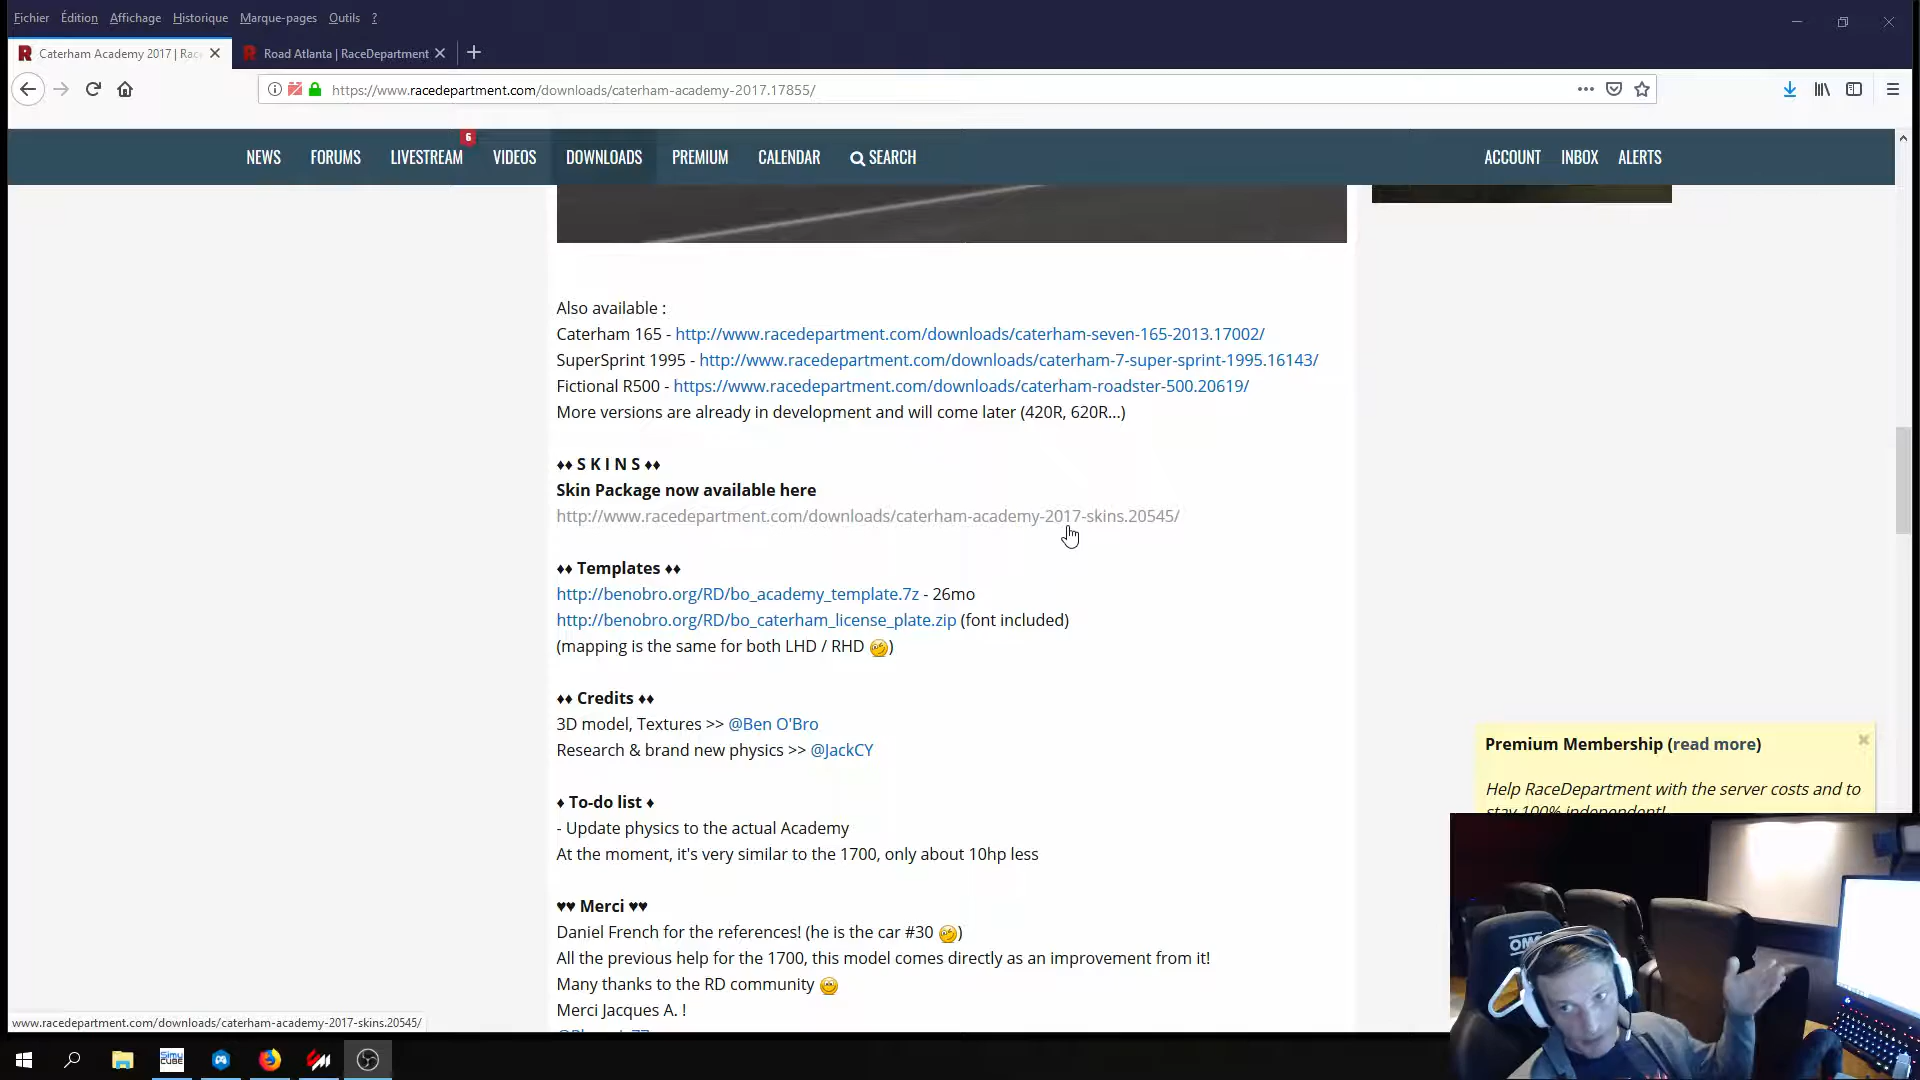 Fichier Édition Affichage Historique Marque-pages Outils ?
Caterham Academy 2017 | Rac
Road Atlanta | RaceDepartment
https://www.racedepartment.com/downloads/caterham-academy-2017.17855/
NEWS FORUMS LIVESTREAM 6 VIDEOS DOWNLOADS PREMIUM CALENDAR SEARCH ACCOUNT INBOX ALERTS
Also available :
Caterham 165 - http://www.racedepartment.com/downloads/caterham-seven-165-2013.17002/
SuperSprint 1995 - http://www.racedepartment.com/downloads/caterham-7-super-sprint-1995.16143/
Fictional R500 - https://www.racedepartment.com/downloads/caterham-roadster-500.20619/
More versions are already in development and will come later (420R, 620R...)
♦♦ S K I N S ♦♦
Skin Package now available here
http://www.racedepartment.com/downloads/caterham-academy-2017-skins.20545/
♦♦ Templates ♦♦
http://benobro.org/RD/bo_academy_template.7z - 26mo
http://benobro.org/RD/bo_caterham_license_plate.zip (font included)
(mapping is the same for both LHD / RHD )
♦♦ Credits ♦♦
3D model, Textures >> @Ben O'Bro
Research & brand new physics >> @JackCY
♦ To-do list ♦
- Update physics to the actual Academy
At the moment, it's very similar to the 1700, only about 10hp less
♥♥ Merci ♥♥
Daniel French for the references! (he is the car #30 )
All the previous help for the 1700, this model comes directly as an improvement from it!
Many thanks to the RD community
Merci Jacques A. !
Premium Membership (read more)
Help RaceDepartment with the server costs and to
stay 100% independent!
OMP
www.racedepartment.com/downloads/caterham-academy-2017-skins.20545/
SIMU
CUBE